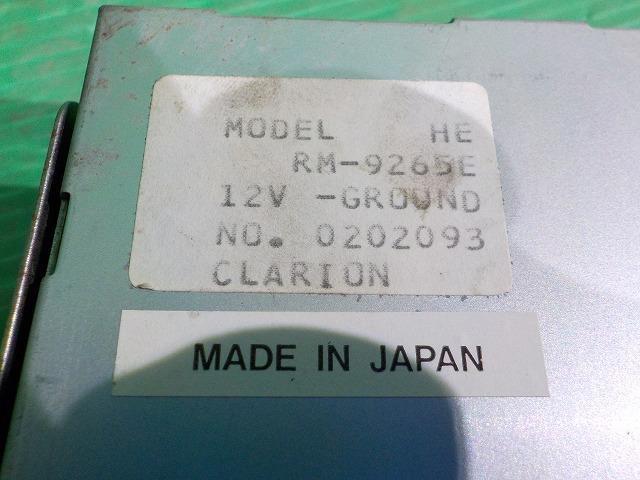 MODEL HE
RM-9265E
12V -GROUND
NO. 0202093
CLARION
MADE IN JAPAN